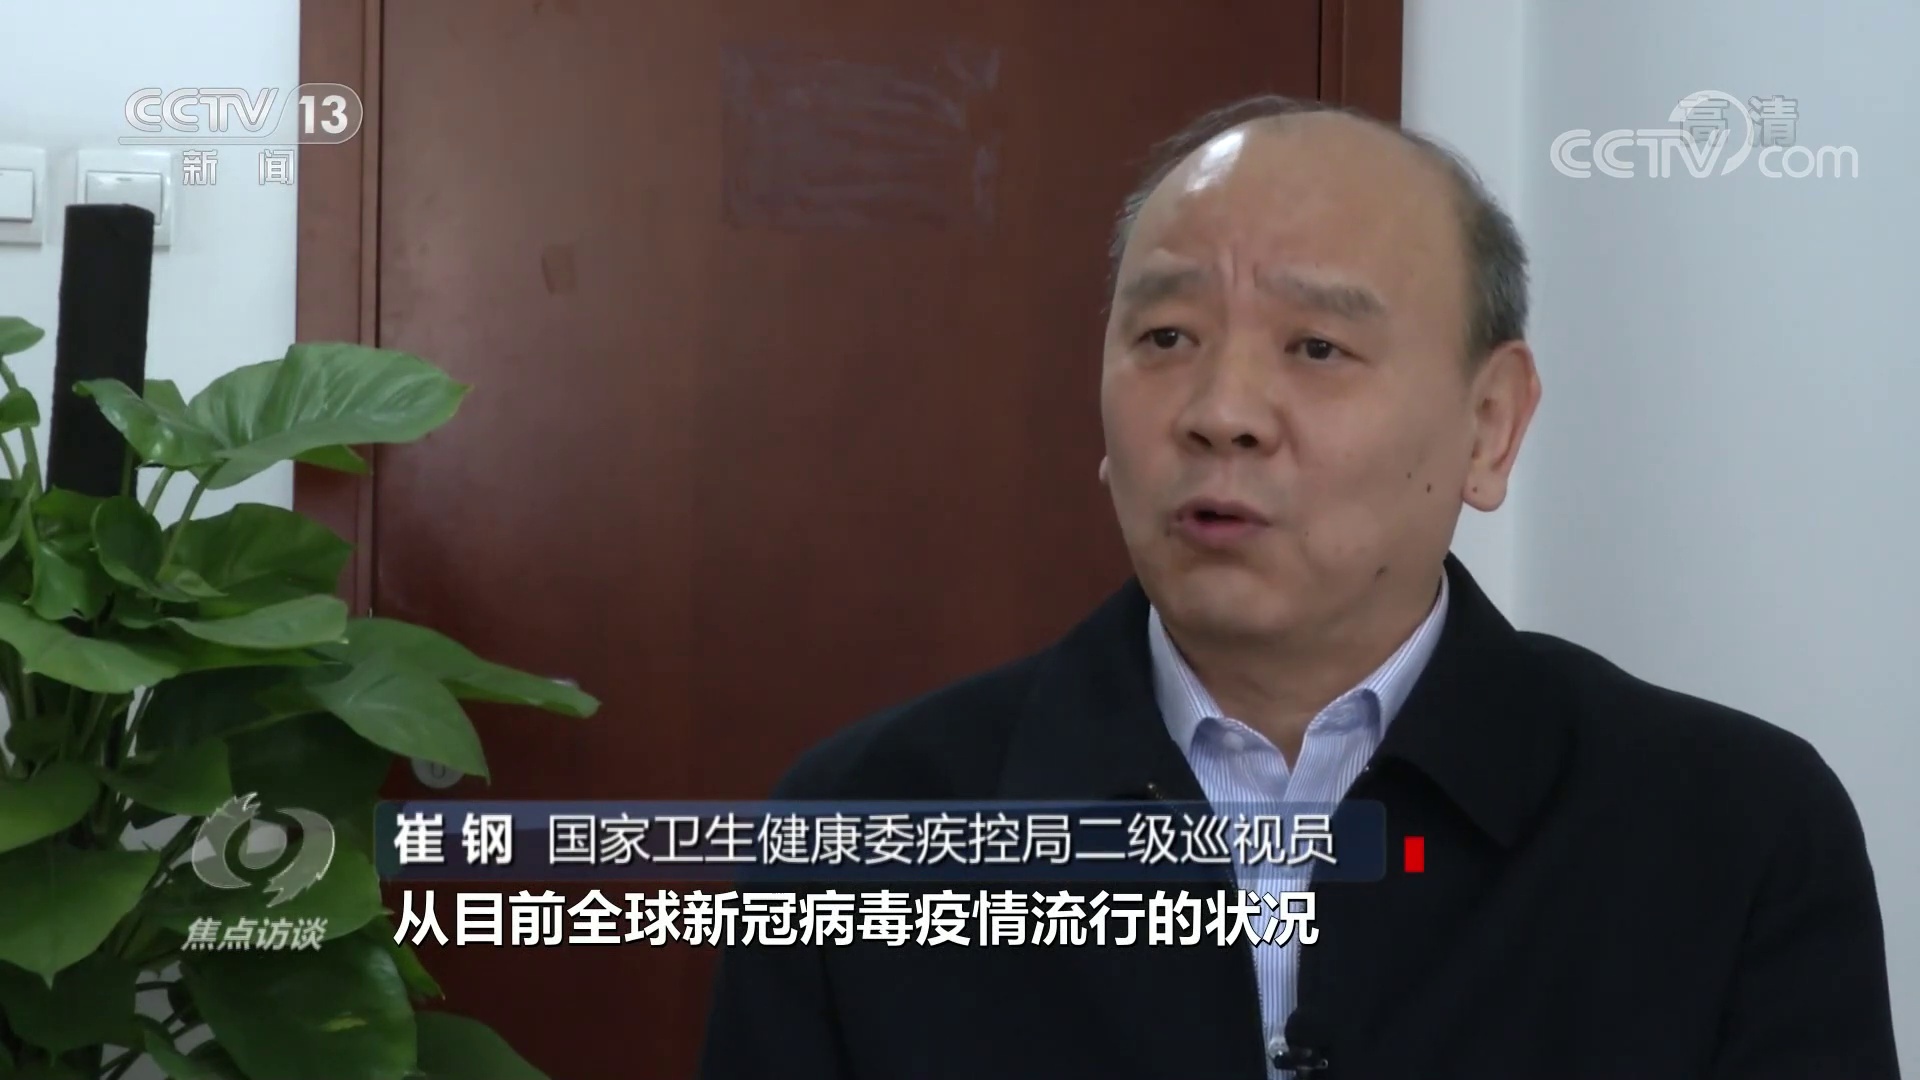 CCTV 13
新闻
高清
CCTV.com
崔钢 国家卫生健康委疾控局二级巡视员
从目前全球新冠病毒疫情流行的状况
焦点访谈